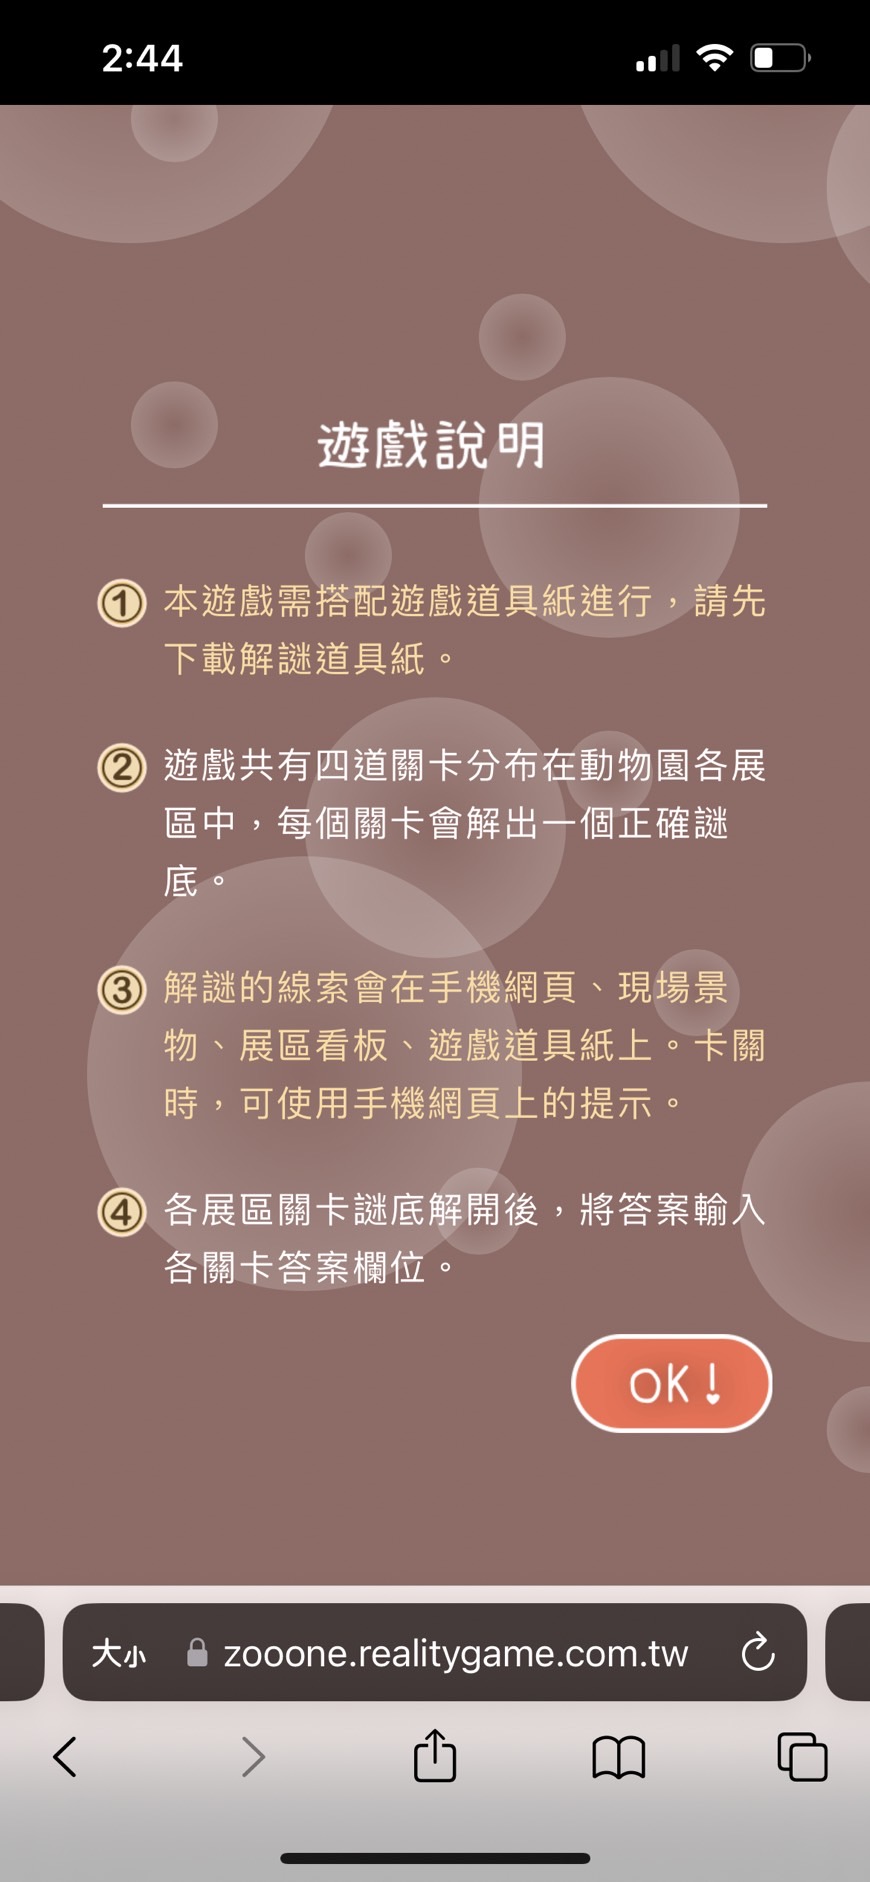 2:44
遊戲說明
① 本遊戲需搭配遊戲道具紙進行，請先
下載解謎道具紙。
② 遊戲共有四道關卡分布在動物園各展
區中，每個關卡會解出一個正確謎
底。
③ 解謎的線索會在手機網頁、現場景
物、展區看板、遊戲道具紙上。卡關
時，可使用手機網頁上的提示。
④ 各展區關卡謎底解開後，將答案輸入
各關卡答案欄位。
OK!
大小 zooone.realitygame.com.tw